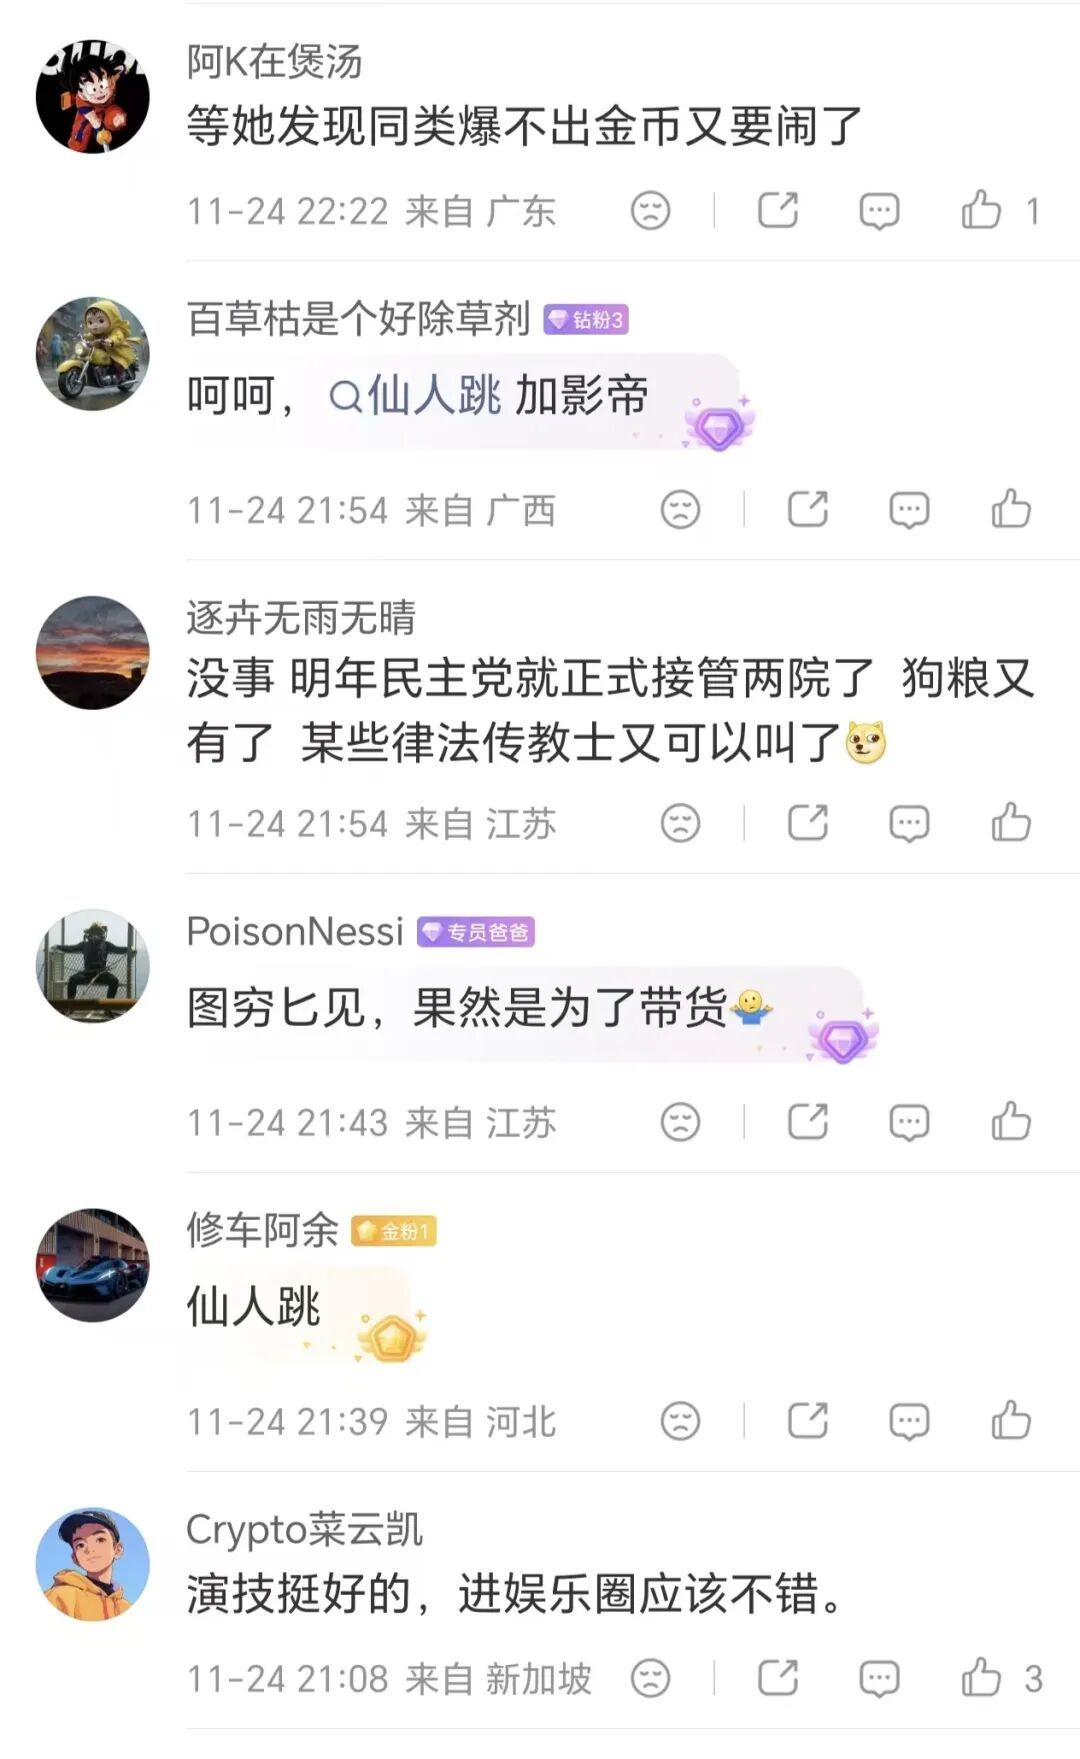 阿K在煲汤
等她发现同类爆不出金币又要闹了
11-24 22:22 来自 广东 1
百草枯是个好除草剂 钻粉3
呵呵，仙人跳 加影帝
11-24 21:54 来自 广西
逐卉无雨无晴
没事 明年民主党就正式接管两院了 狗粮又
有了 某些律法传教士又可以叫了
11-24 21:54 来自 江苏
PoisonNessi 专员爸爸
图穷匕见，果然是为了带货
11-24 21:43 来自 江苏
修车阿余 金粉1
仙人跳
11-24 21:39 来自 河北
Crypto菜云凯
演技挺好的，进娱乐圈应该不错。
11-24 21:08 来自 新加坡 3